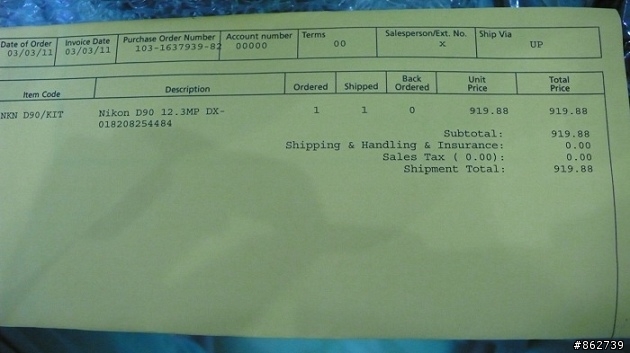 Date of Order Invoice Date Purchase Order Number Account number Terms Salesperson/Ext. No. Ship Via
03/03/11 03/03/11 103-1637939-82 00000 00 X UP
Item Code Description Ordered Shipped Back Ordered Unit Price Total Price
NKN D90/KIT Nikon D90 12.3MP DX- 1 1 0 919.88 919.88
018208254484
Subtotal: 919.88
Shipping & Handling & Insurance: 0.00
Sales Tax ( 0.00): 0.00
Shipment Total: 919.88
#862739